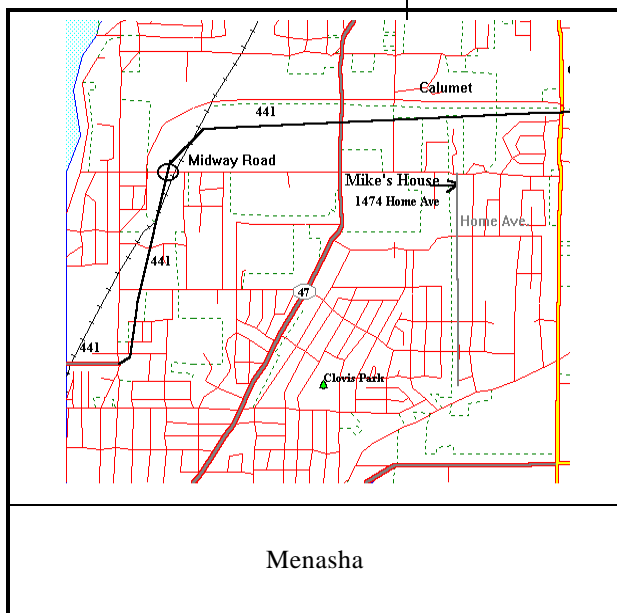 Calumet
441
Midway Road
Mike's House
1474 Home Ave
Home Ave
441
47
441
Clovis Park
Menasha